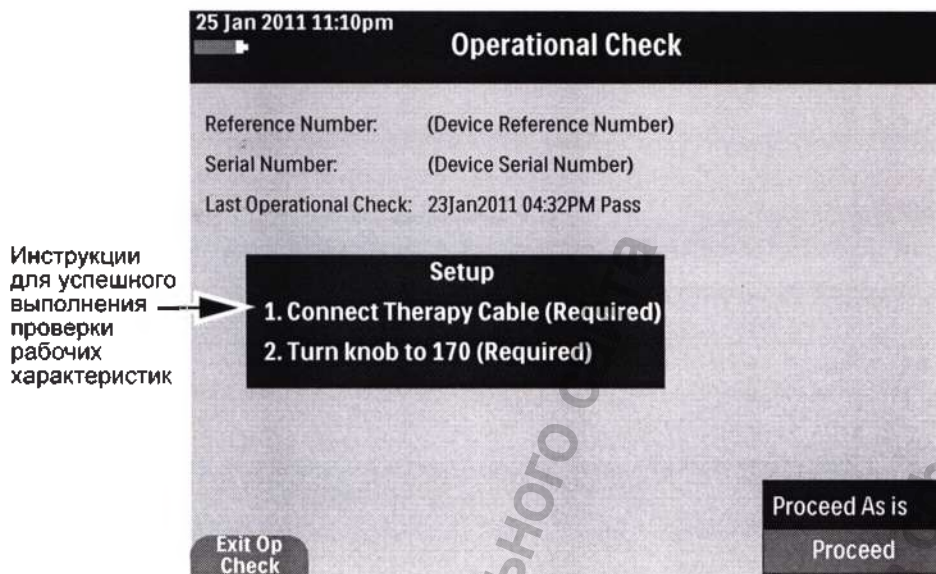 25 Jan 2011 11:10pm
Operational Check
Reference Number: (Device Reference Number)
Serial Number: (Device Serial Number)
Last Operational Check: 23Jan2011 04:32PM Pass
Инструкции
для успешного
выполнения
проверки
рабочих
характеристик
Setup
1. Connect Therapy Cable (Required)
2. Turn knob to 170 (Required)
Proceed As is
Proceed
Exit Op
Check